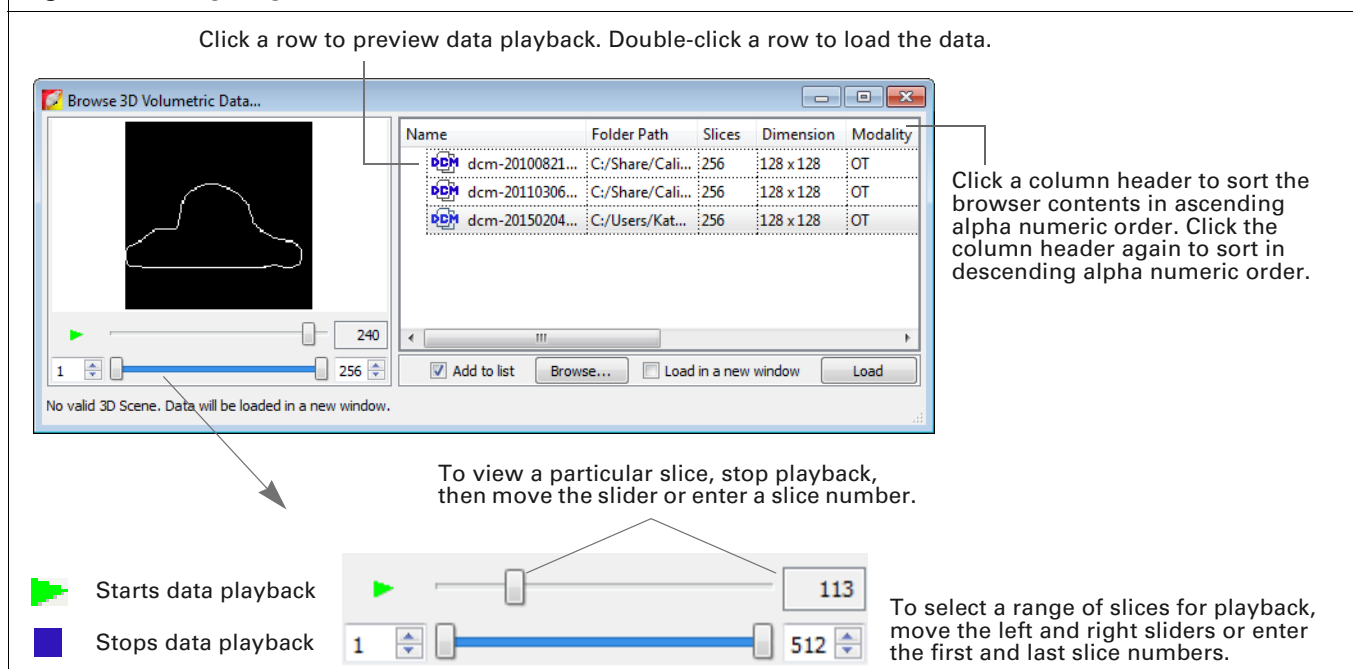 Click a row to preview data playback. Double-click a row to load the data.
Browse 3D Volumetric Data...
Name Folder Path Slices Dimension Modality
DCM dcm-20100821... C:/Share/Cali... 256 128 x 128 OT
DCM dcm-20110306... C:/Share/Cali... 256 128 x 128 OT
DCM dcm-20150204... C:/Users/Kat... 256 128 x 128 OT
240
1 256
Add to list Browse... Load in a new window Load
No valid 3D Scene. Data will be loaded in a new window.
Click a column header to sort the
browser contents in ascending
alpha numeric order. Click the
column header again to sort in
descending alpha numeric order.
To view a particular slice, stop playback,
then move the slider or enter a slice number.
Starts data playback
Stops data playback
113
1 512
To select a range of slices for playback,
move the left and right sliders or enter
the first and last slice numbers.